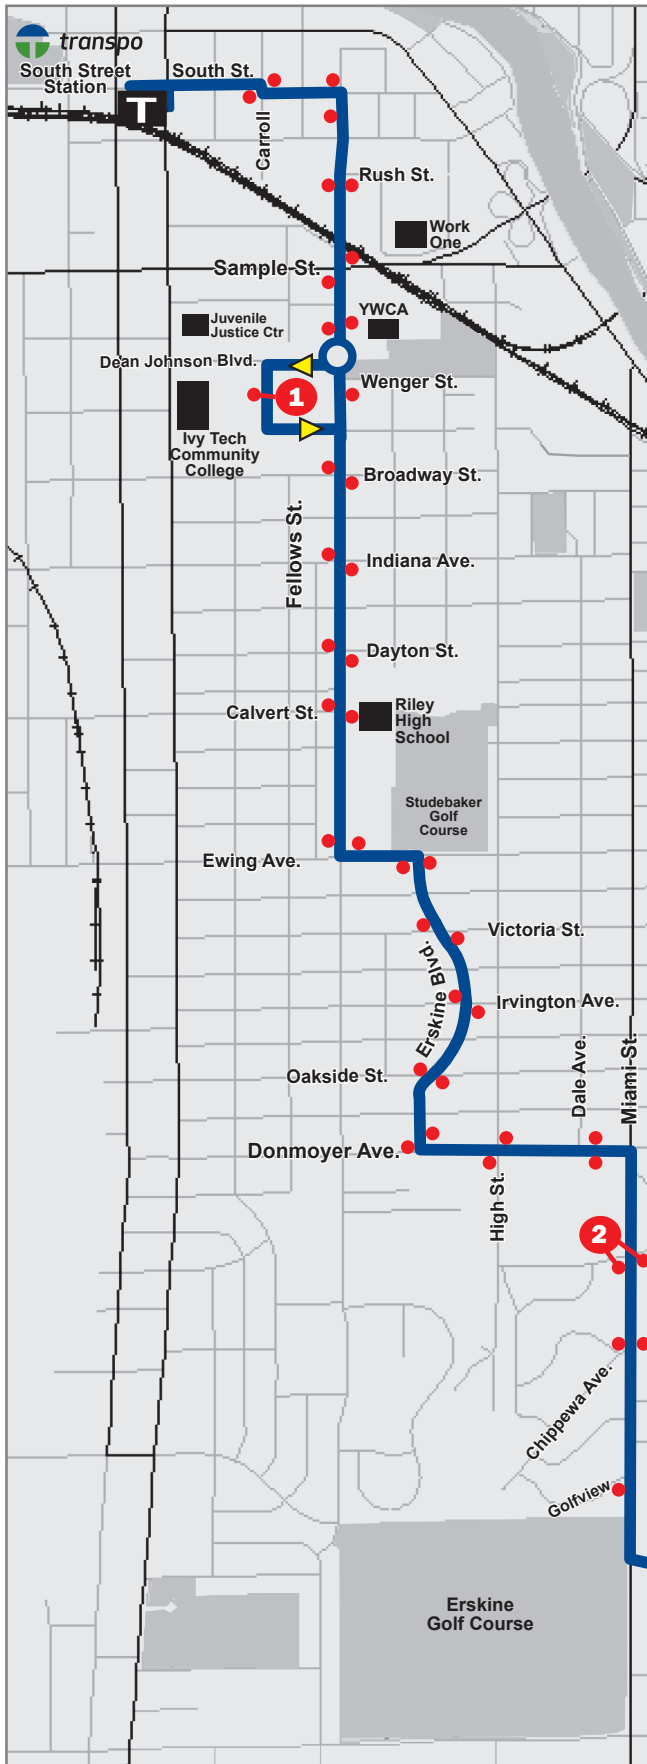 transpo
South Street
Station
T
South St.
Carroll
Rush St.
Work
One
Sample St.
YWCA
Juvenile
Justice Ctr
Dean Johnson Blvd.
Wenger St.
1
Ivy Tech
Community
College
Broadway St.
Fellows St.
Indiana Ave.
Dayton St.
Calvert St.
Riley
High
School
Studebaker
Golf
Course
Ewing Ave.
Victoria St.
Erskine Blvd.
Irvington Ave.
Oakside St.
Dale Ave.
Miami St.
Donmoyer Ave.
High St.
2
Chippewa Ave.
Golfview
Erskine
Golf Course